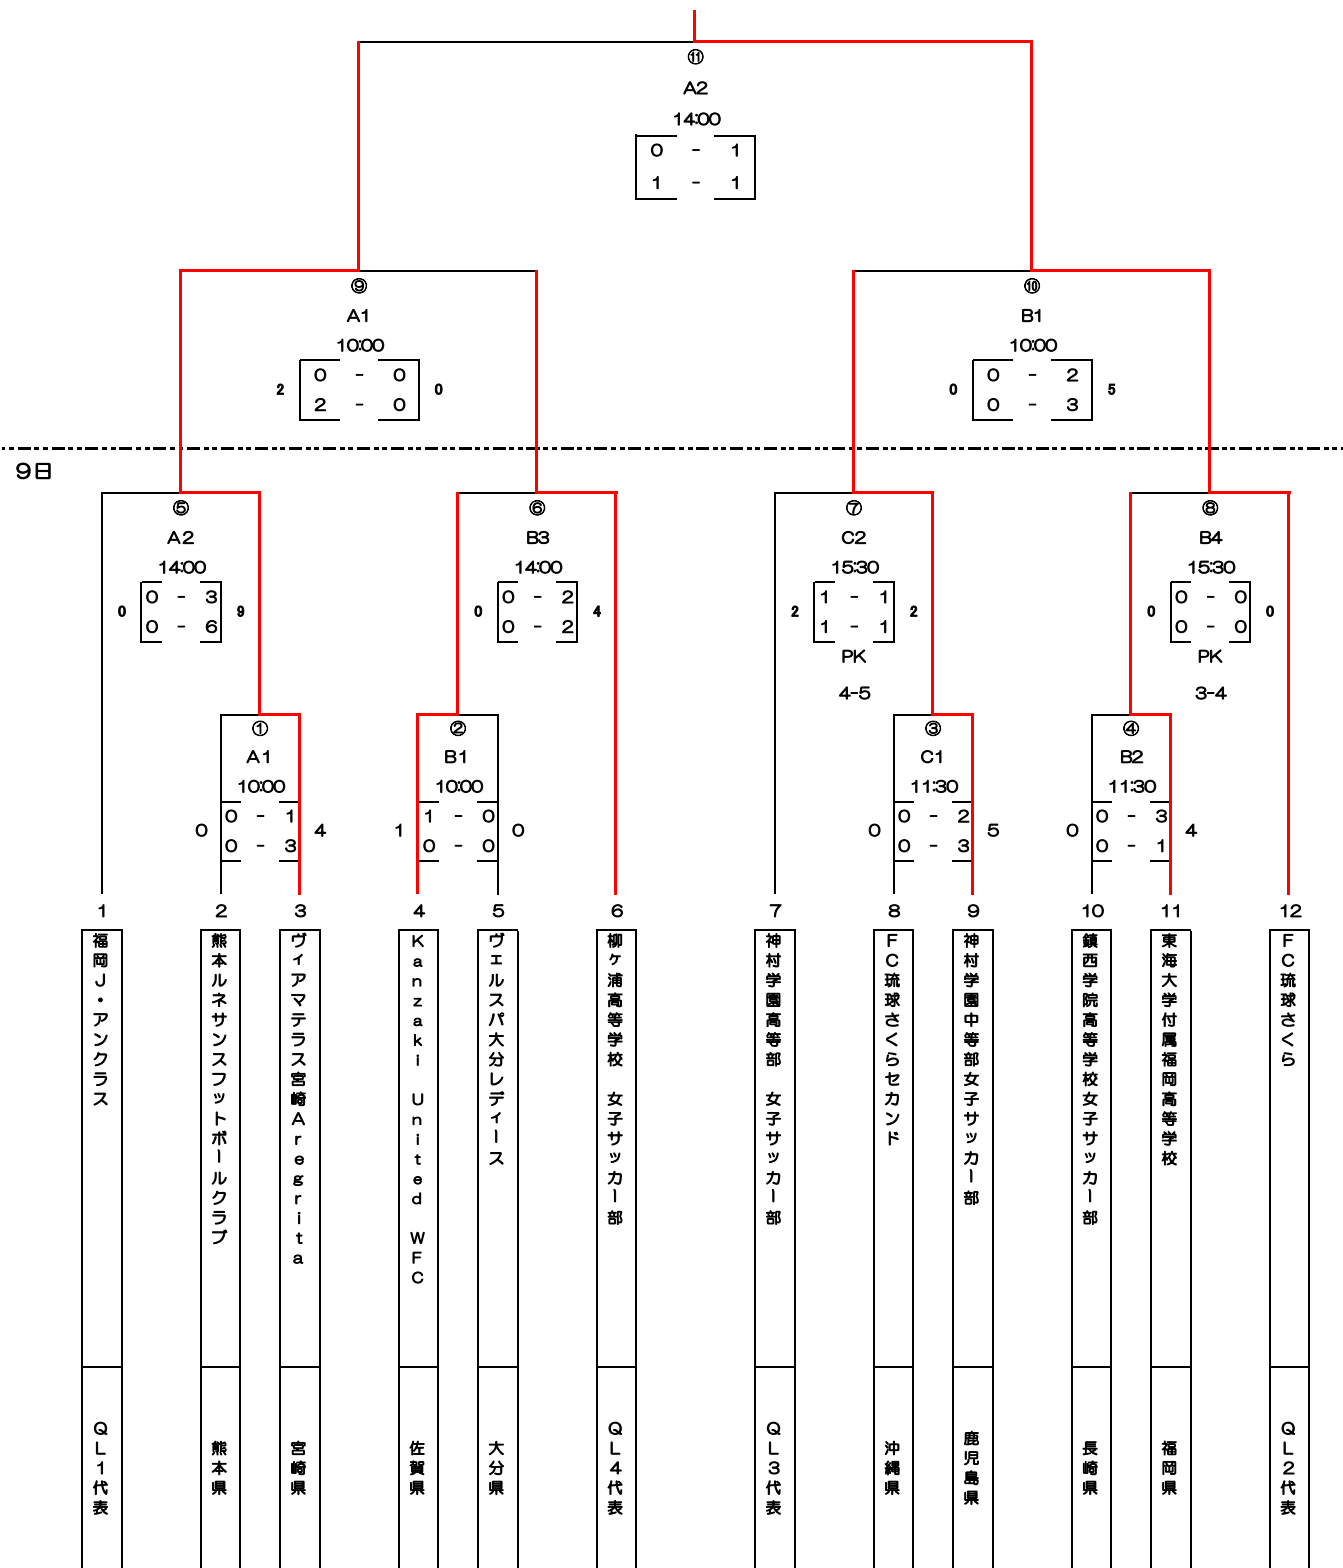 ⑪
A2
14:00
0 - 1
1 - 1
⑨
A1
10:00
2 0 - 0 0
2 - 0
⑩
B1
10:00
0 0 - 2 5
0 - 3
9日
⑤
A2
14:00
0 0 - 3 9
0 - 6
⑥
B3
14:00
0 0 - 2 4
0 - 2
⑦
C2
15:30
2 1 - 1 2
1 - 1
PK
4-5
⑧
B4
15:30
0 0 - 0 0
0 - 0
PK
3-4
①
A1
10:00
0 0 - 1 4
0 - 3
②
B1
10:00
1 1 - 0 0
0 - 0
③
C1
11:30
0 0 - 2 5
0 - 3
④
B2
11:30
0 0 - 3 4
0 - 1
1
福岡J・アンクラス
QL1代表
2
熊本ルネサンスフットボールクラブ
熊本県
3
ヴィアマテラス宮崎Aregrita
宮崎県
4
Kanzaki United WFC
佐賀県
5
ヴェルスパ大分レディース
大分県
6
柳ケ浦高等学校 女子サッカー部
QL4代表
7
神村学園高等部 女子サッカー部
QL3代表
8
FC琉球さくらセカンド
沖縄県
9
神村学園中等部女子サッカー部
鹿児島県
10
鎮西学院高等学校女子サッカー部
長崎県
11
東海大学付属福岡高等学校
福岡県
12
FC琉球さくら
QL2代表